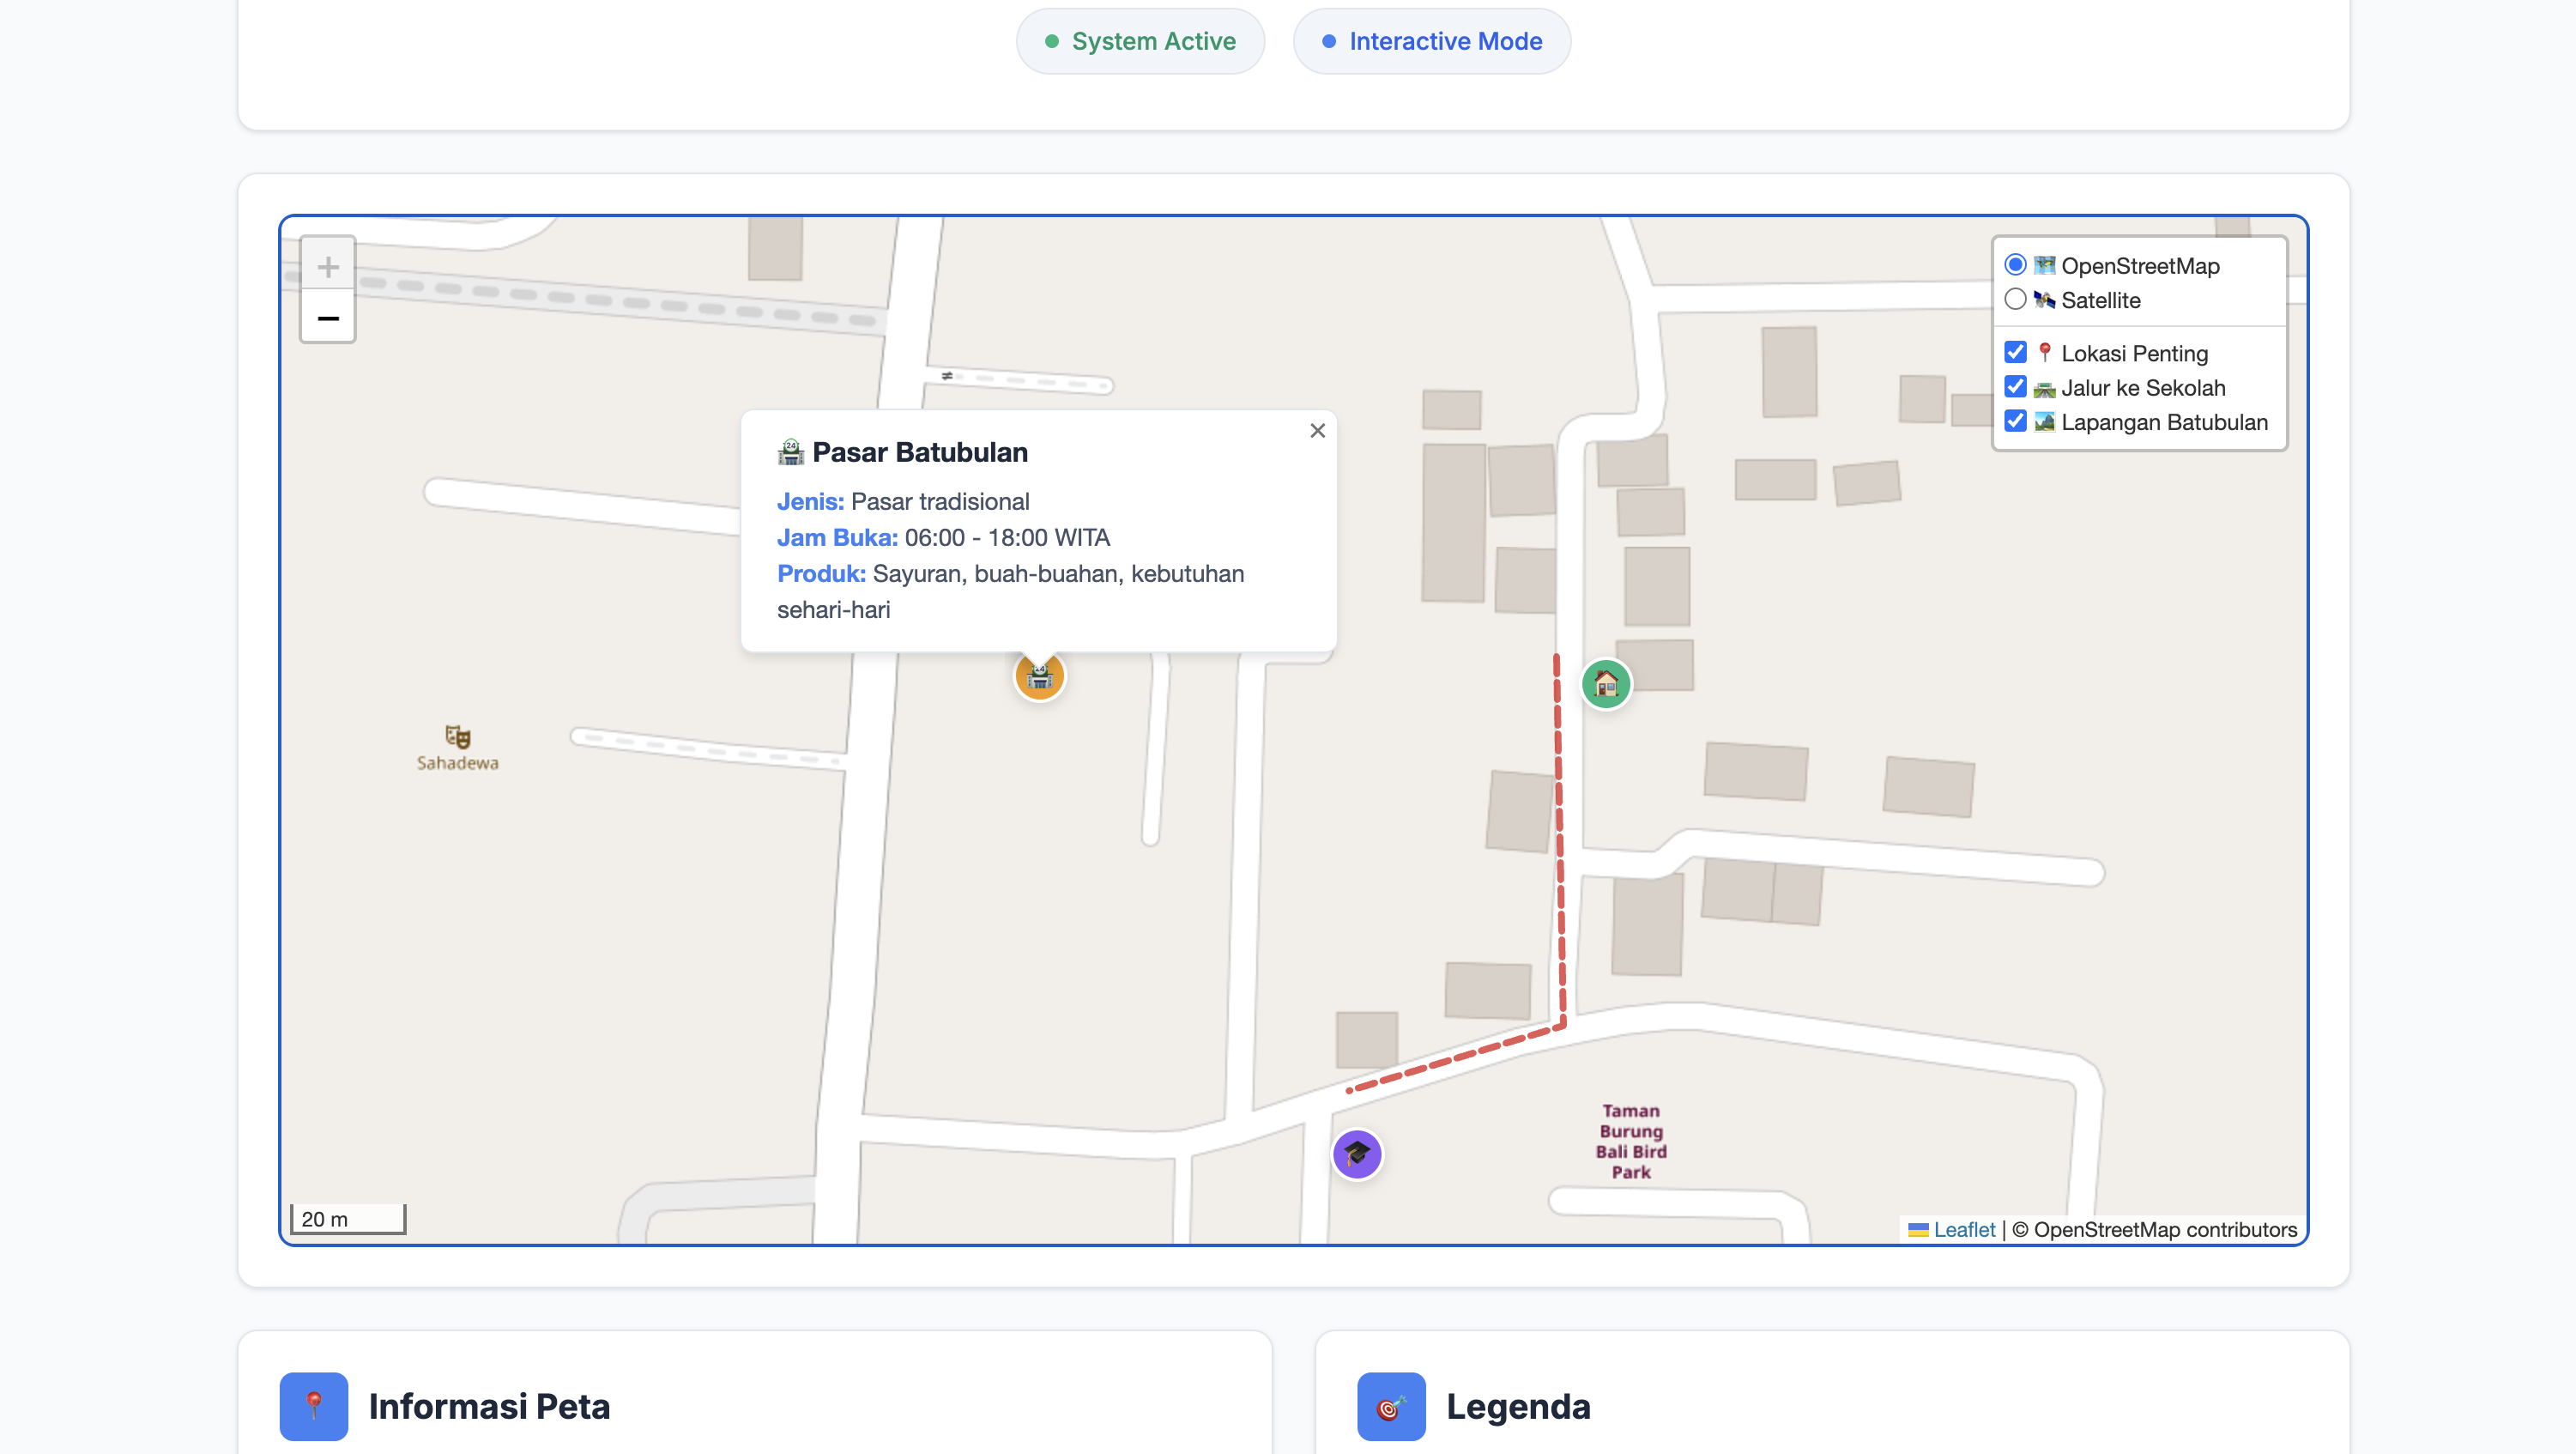 System Active
Interactive Mode
+
−
OpenStreetMap
Satellite
Lokasi Penting
Jalur ke Sekolah
Lapangan Batubulan
Pasar Batubulan
×
Jenis: Pasar tradisional
Jam Buka: 06:00 - 18:00 WITA
Produk: Sayuran, buah-buahan, kebutuhan
sehari-hari
Sahadewa
Taman
Burung
Bali Bird
Park
20 m
Leaflet | © OpenStreetMap contributors
Informasi Peta
Legenda